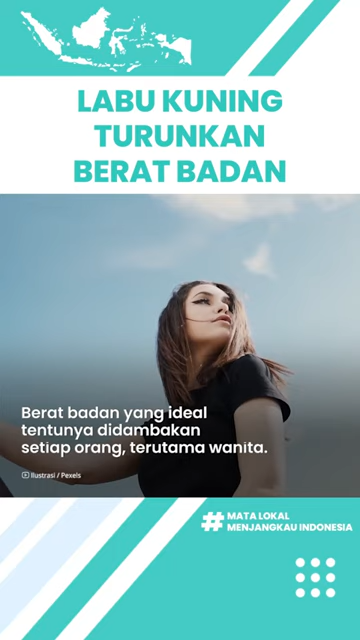 LABU KUNING
TURUNKAN
BERAT BADAN
Berat badan yang ideal
tentunya didambakan
setiap orang, terutama wanita.
Ilustrasi / Pexels
# MATA LOKAL
MENJANGKAU INDONESIA